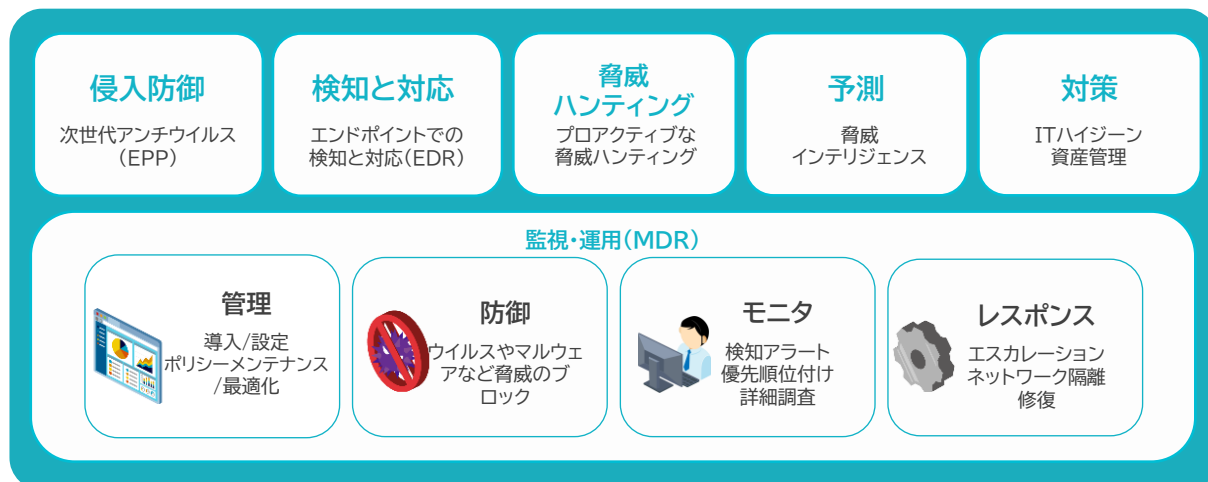 侵入防御
次世代アンチウイルス
(EPP)
検知と対応
エンドポイントでの
検知と対応(EDR)
脅威
ハンティング
プロアクティブな
脅威ハンティング
予測
脅威
インテリジェンス
対策
ITハイジーン
資産管理
監視・運用(MDR)
管理
導入/設定
ポリシーメンテナンス
/最適化
防御
ウイルスやマルウェ
アなど脅威のブ
ロック
モニタ
検知アラート
優先順位付け
詳細調査
レスポンス
エスカレーション
ネットワーク隔離
修復